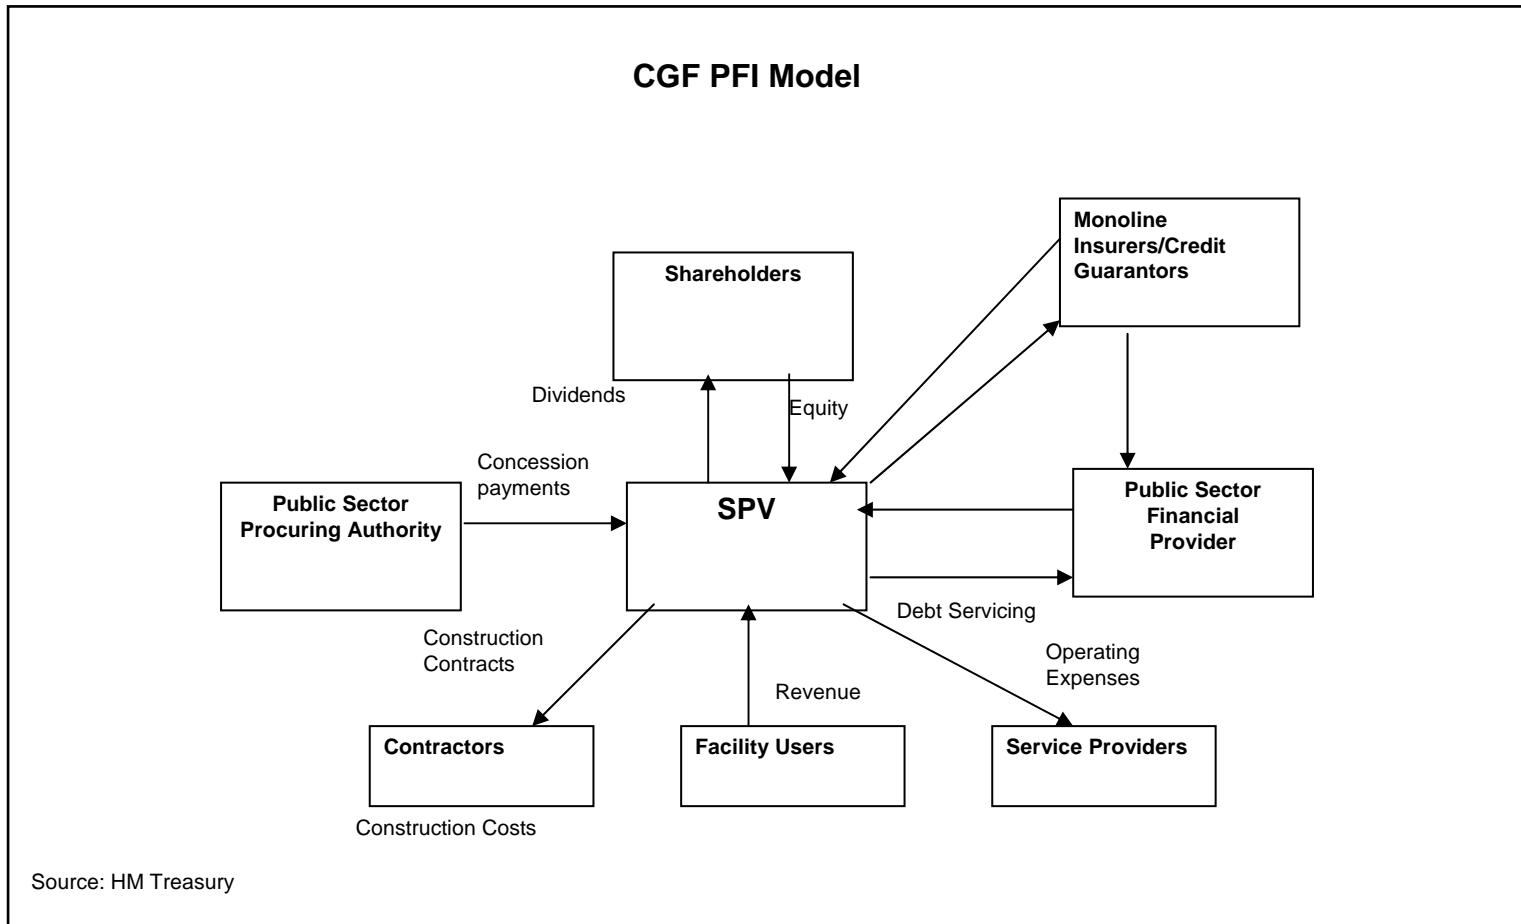 CGF PFI Model
Monoline
Insurers/Credit
Guarantors
Shareholders
Dividends
Equity
Concession
payments
Public Sector
Procuring Authority
SPV
Public Sector
Financial
Provider
Debt Servicing
Construction
Contracts
Operating
Expenses
Revenue
Contractors
Facility Users
Service Providers
Construction Costs
Source: HM Treasury